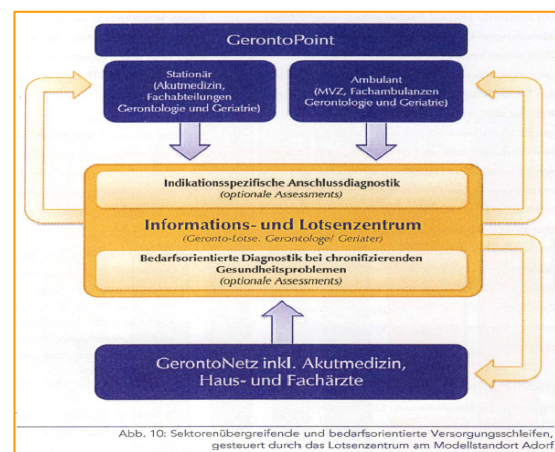 GerontoPoint
Stationär
(Akutmedizin,
Fachabteilungen
Gerontologie und Geriatrie)
Ambulant
(MVZ, Fachambulanzen
Gerontologie und Geriatrie)
Indikationsspezifische Anschlussdiagnostik
(optionale Assessments)
Informations- und Lotsenzentrum
(Geronto-Lotse. Gerontologe/ Geriater)
Bedarfsorientierte Diagnostik bei chronifizierenden
Gesundheitsproblemen
(optionale Assessments)
GerontoNetz inkl. Akutmedizin,
Haus- und Fachärzte
Abb. 10: Sektorenübergreifende und bedarfsorientierte Versorgungsschleifen,
gesteuert durch das Lotsenzentrum am Modellstandort Adorf